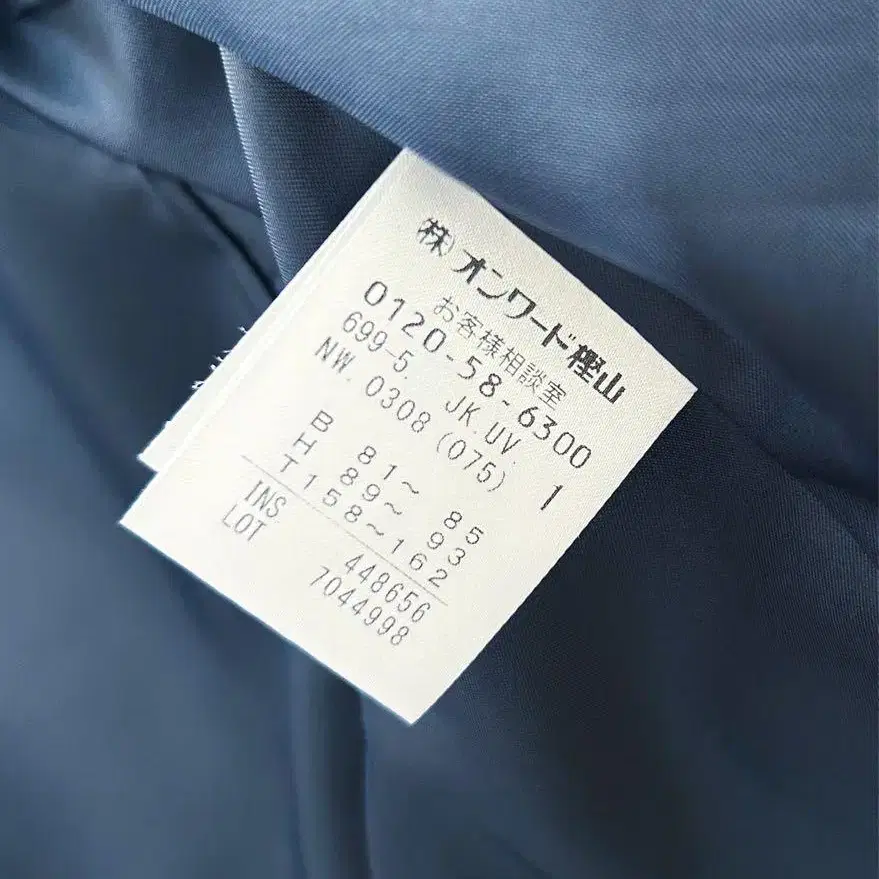 (株)オンワード樫山
お客様相談室
0120-58-6300
699-5. JK.UV. 1
NW. 0308(075)
B 81～ 85
H 89～ 93
T 158～162
INS 448656
LOT 7044998